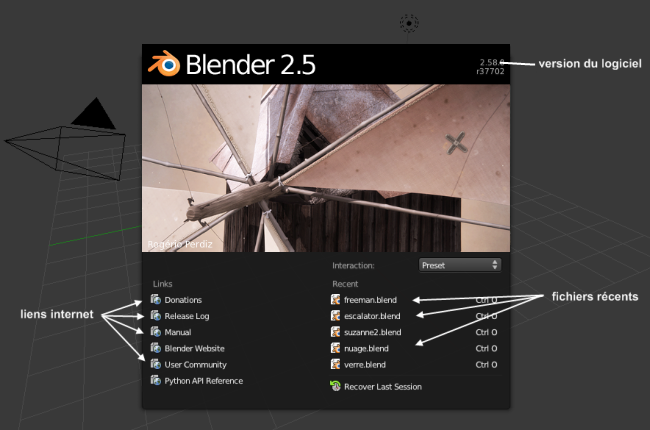 Blender 2.5
2.58.
r37702
version du logiciel
Rogério Perdiz
Interaction: Preset
Links
Recent
Donations
Release Log
Manual
Blender Website
User Community
Python API Reference
freeman.blend Ctrl O
escalator.blend Ctrl O
suzanne2.blend Ctrl O
nuage.blend Ctrl O
verre.blend Ctrl O
Recover Last Session
liens internet
fichiers récents